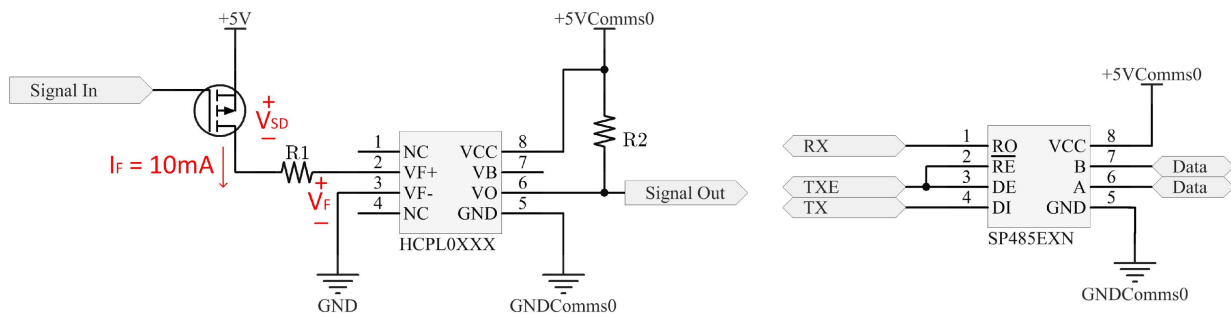 +5V
Signal In
+
VSD
–
IF = 10mA
R1
+
VF
–
1
2
3
4
NC
VF+
VF-
NC
VCC
VB
VO
GND
8
7
6
5
HCPL0XXX
GND
+5VComms0
R2
Signal Out
GNDComms0
+5VComms0
RX
TXE
TX
1
2
3
4
RO
RE
DE
DI
VCC
B
A
GND
8
7
6
5
Data
Data
SP485EXN
GNDComms0